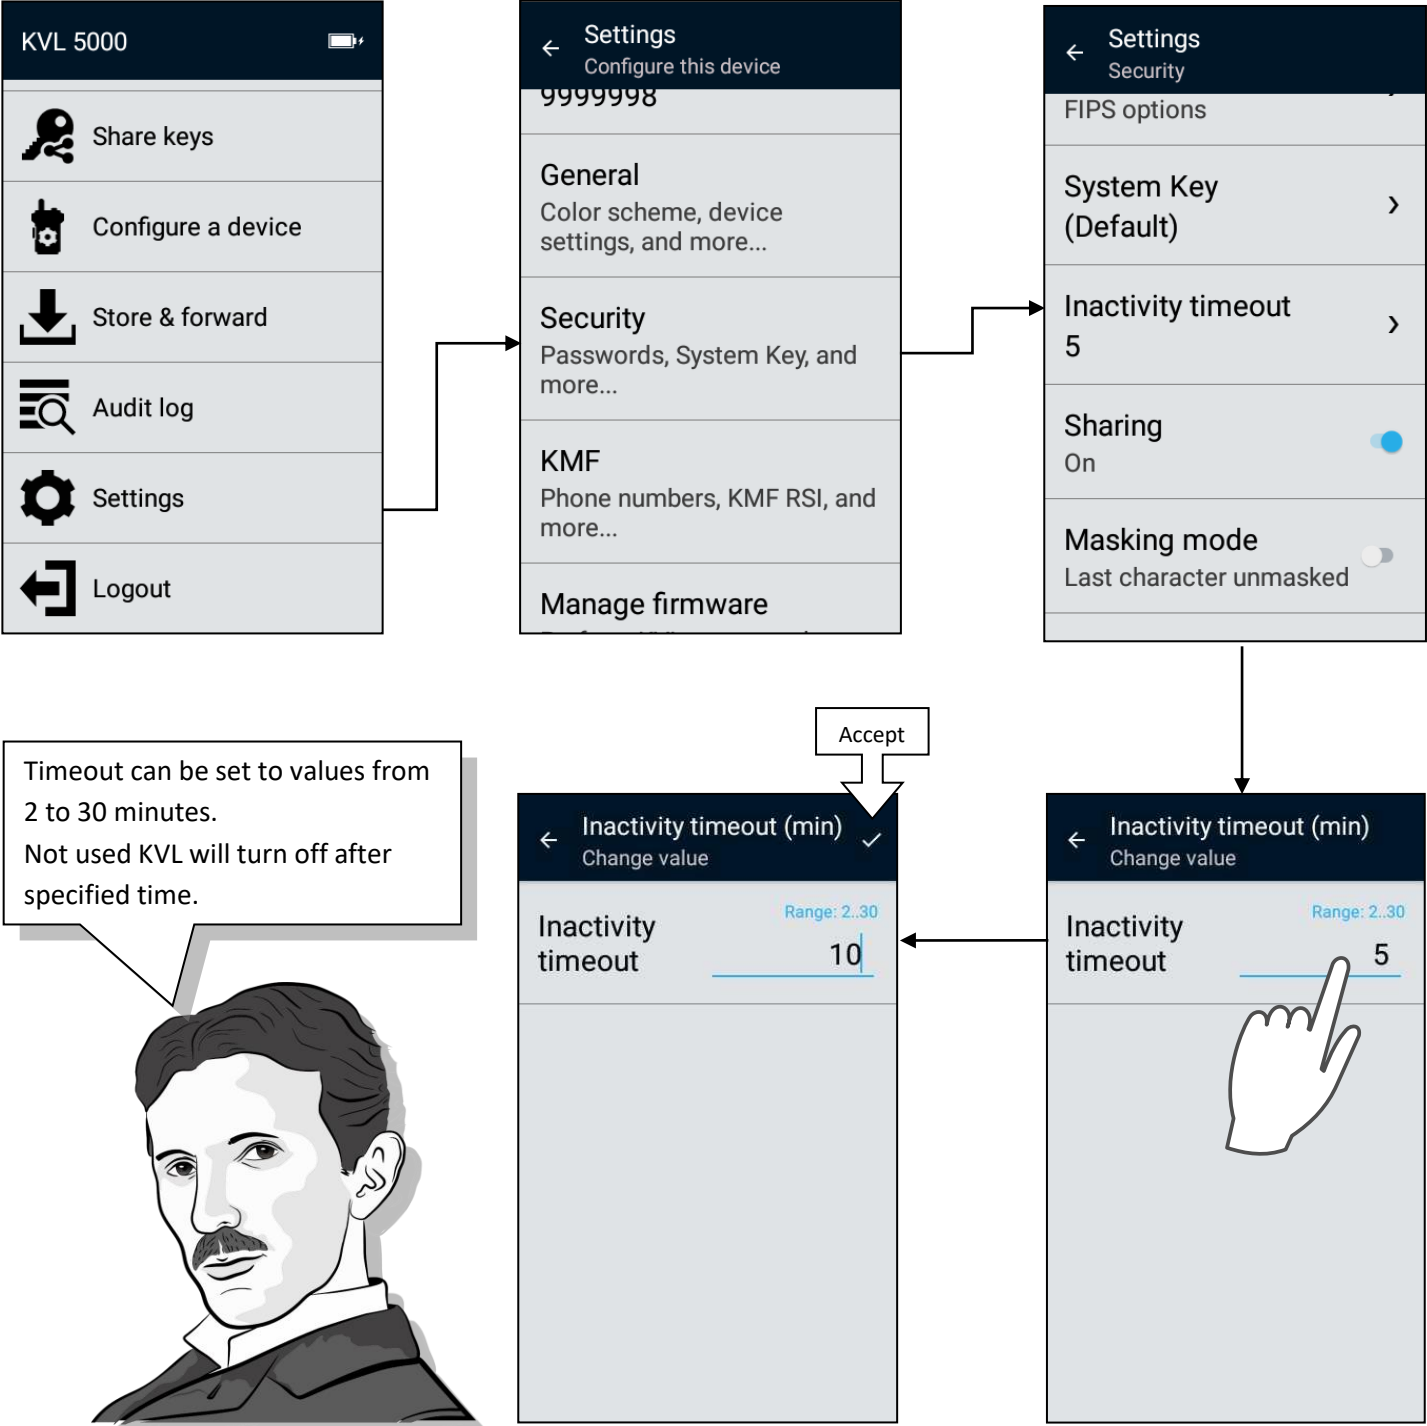 KVL 5000
Share keys
Configure a device
Store & forward
Audit log
Settings
Logout
Settings
Configure this device
9999998
General
Color scheme, device
settings, and more...
Security
Passwords, System Key, and
more...
KMF
Phone numbers, KMF RSI, and
more...
Manage firmware
Settings
Security
FIPS options
System Key
(Default)
Inactivity timeout
5
Sharing
On
Masking mode
Last character unmasked
Timeout can be set to values from
2 to 30 minutes.
Not used KVL will turn off after
specified time.
Accept
Inactivity timeout (min)
Change value
Inactivity
timeout
Range: 2..30
10
Inactivity timeout (min)
Change value
Inactivity
timeout
Range: 2..30
5